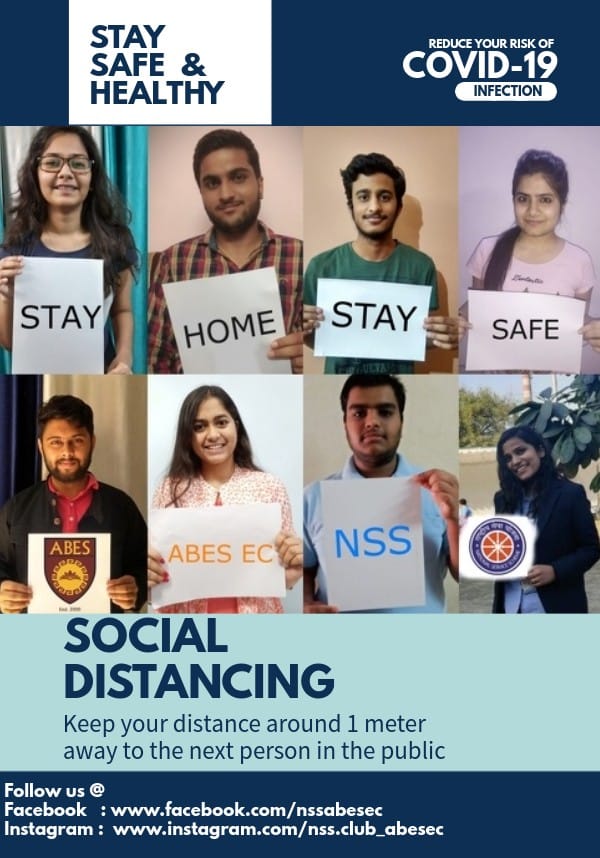 STAY
SAFE &
HEALTHY
REDUCE YOUR RISK OF
COVID-19
INFECTION
STAY
HOME
STAY
SAFE
ABES
Estd. 2000
ABES EC
NSS
SOCIAL
DISTANCING
Keep your distance around 1 meter
away to the next person in the public
Follow us @
Facebook : www.facebook.com/nssabesec
Instagram : www.instagram.com/nss.club_abesec